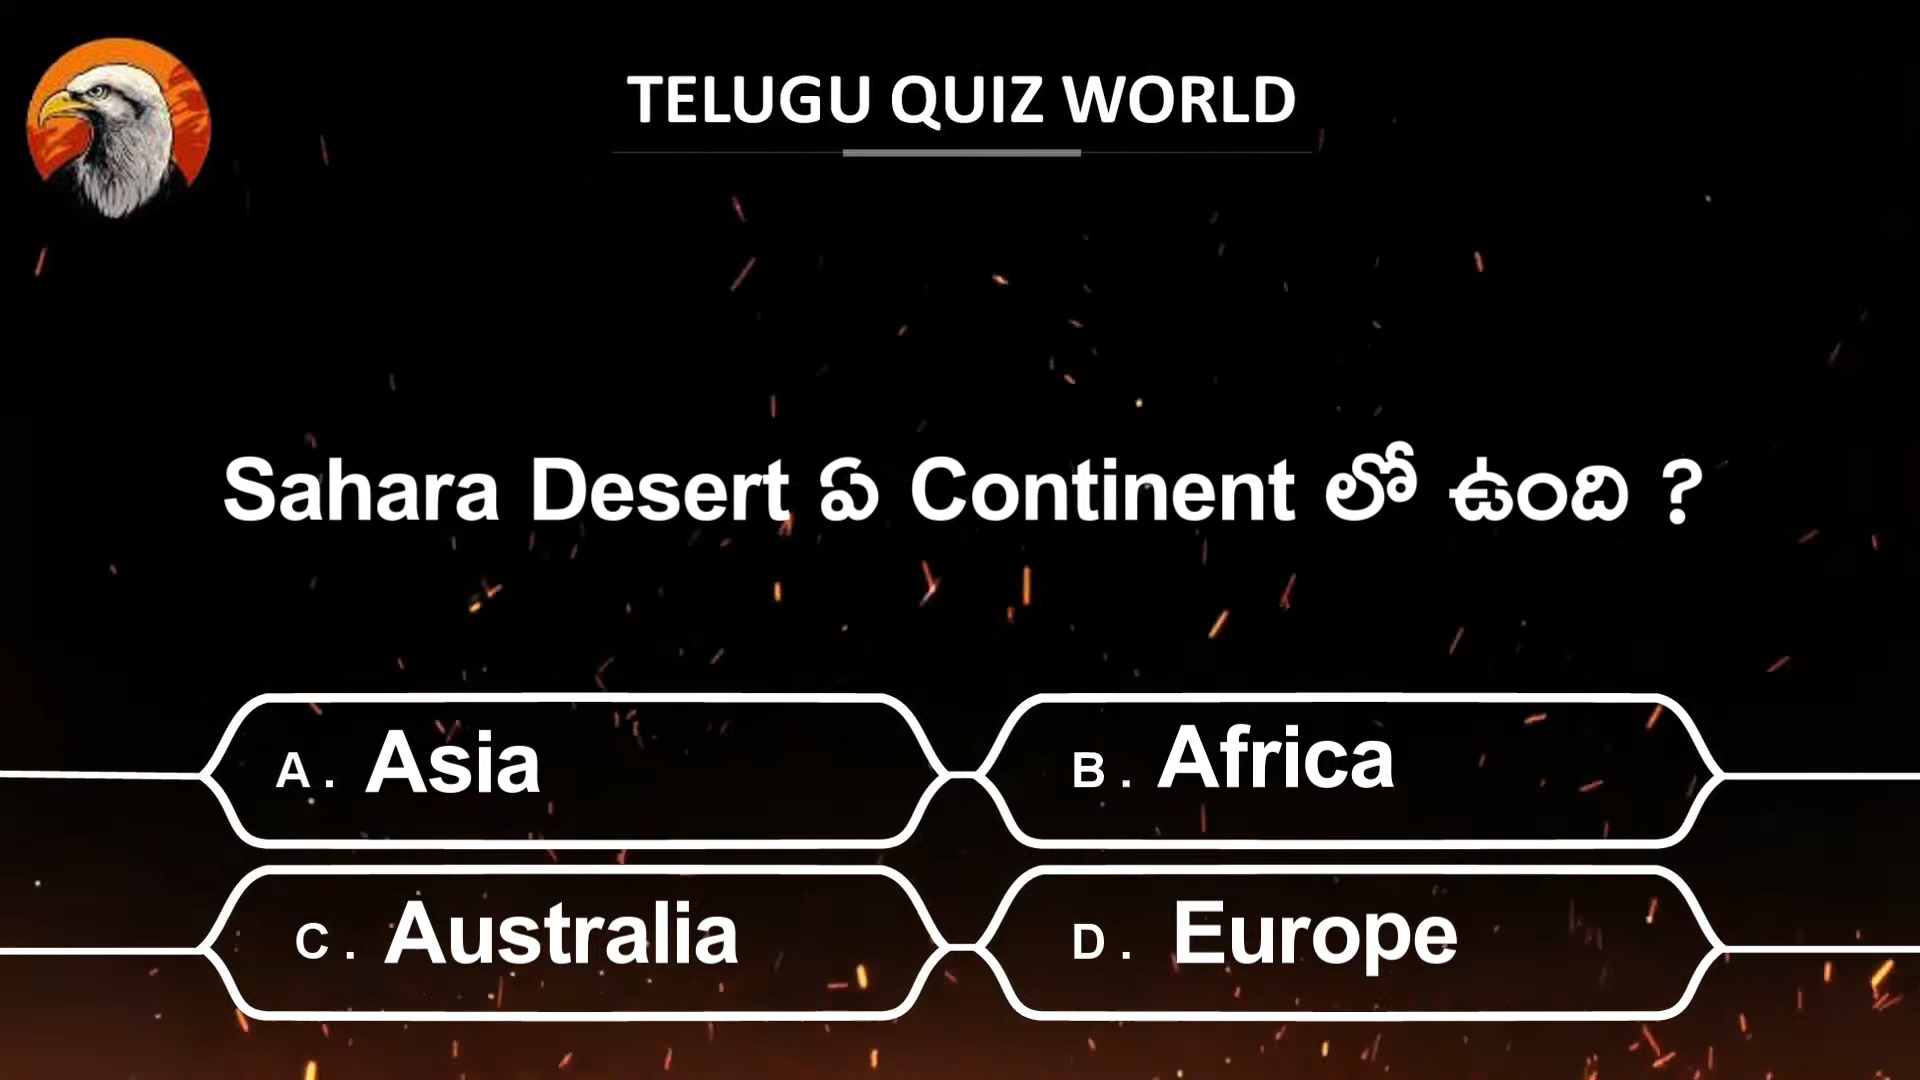 TELUGU QUIZ WORLD
Sahara Desert ఏ Continent లో ఉంది ?
A . Asia
B . Africa
C . Australia
D . Europe